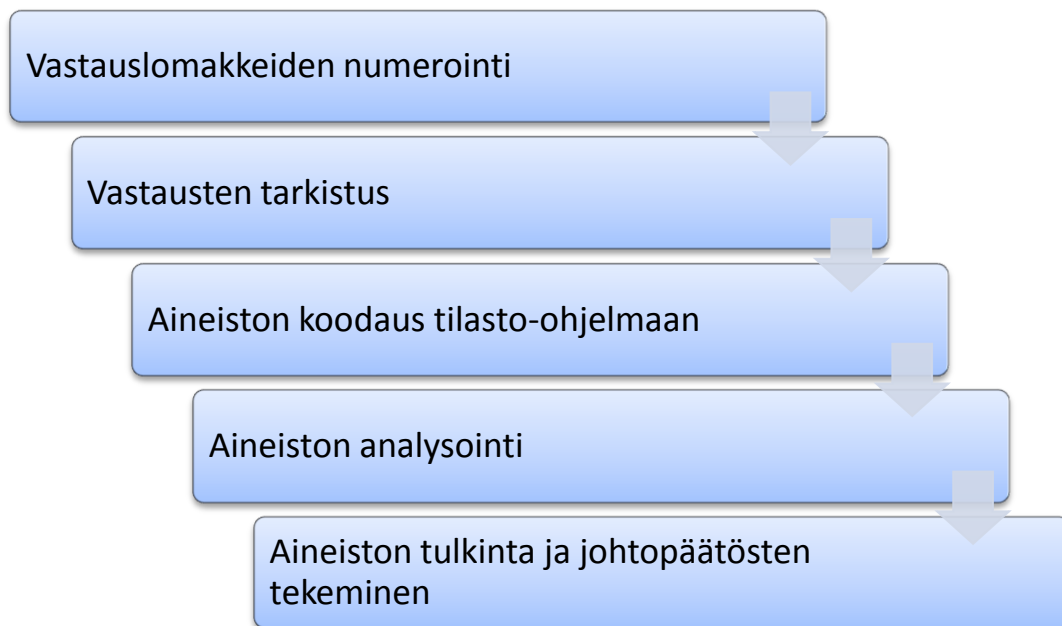 Vastauslomakkeiden numerointi
Vastausten tarkistus
Aineiston koodaus tilasto-ohjelmaan
Aineiston analysointi
Aineiston tulkinta ja johtopäätösten
tekeminen